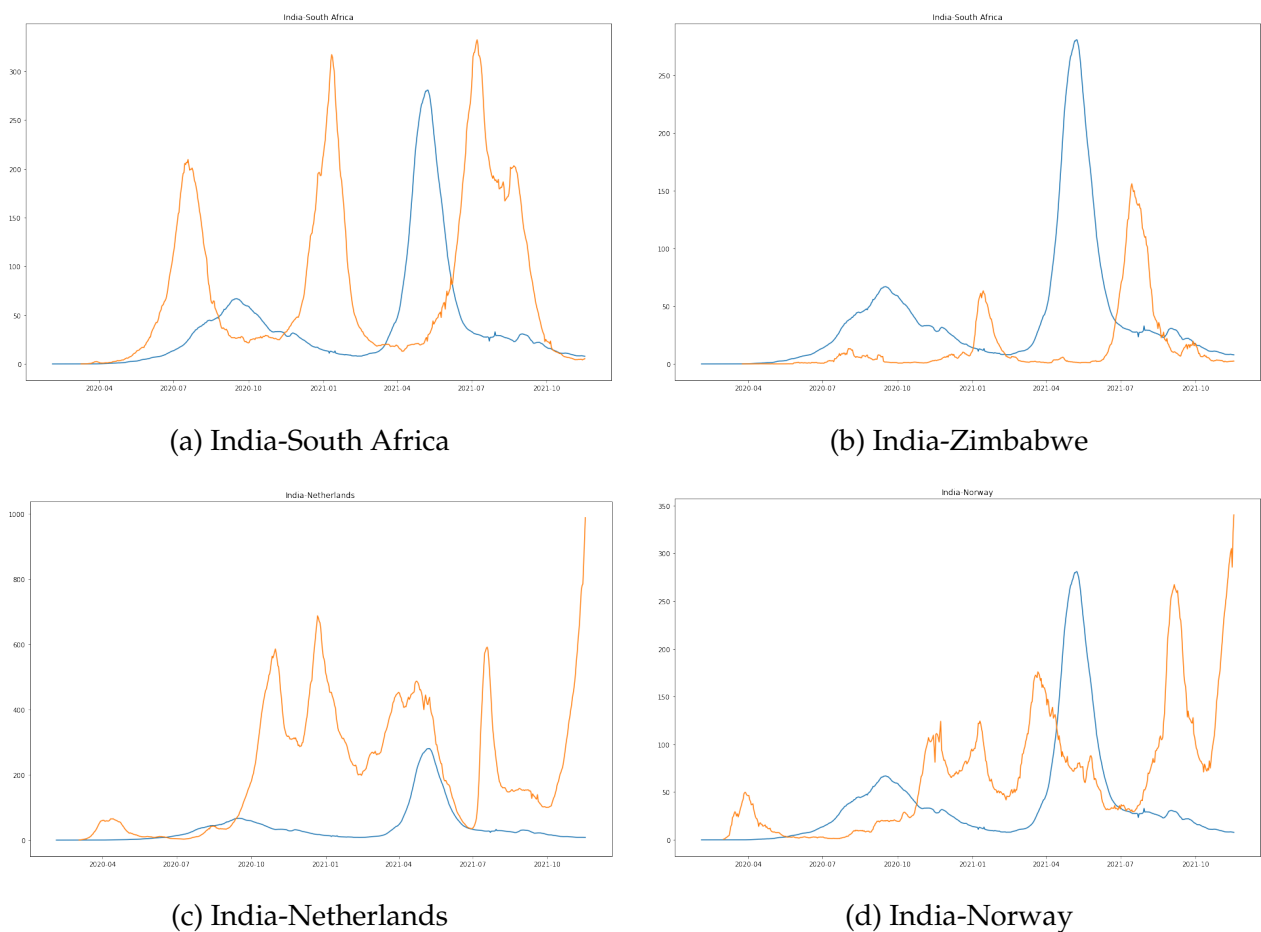 India-South Africa
300
250
200
150
100
50
0
2020-04 2020-07 2020-10 2021-01 2021-04 2021-07 2021-10
(a) India-South Africa
India-South Africa
250
200
150
100
50
0
2020-04 2020-07 2020-10 2021-01 2021-04 2021-07 2021-10
(b) India-Zimbabwe
India-Netherlands
1000
800
600
400
200
0
2020-04 2020-07 2020-10 2021-01 2021-04 2021-07 2021-10
(c) India-Netherlands
India-Norway
350
300
250
200
150
100
50
0
2020-04 2020-07 2020-10 2021-01 2021-04 2021-07 2021-10
(d) India-Norway